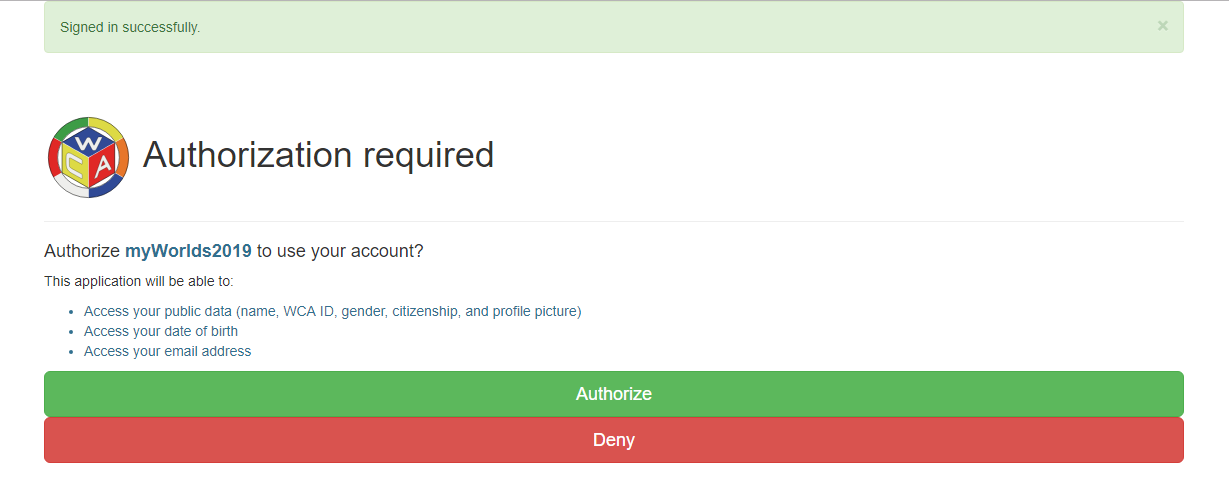 Signed in successfully.
×
W
C
A
Authorization required
Authorize myWorlds2019 to use your account?
This application will be able to:
• Access your public data (name, WCA ID, gender, citizenship, and profile picture)
• Access your date of birth
• Access your email address
Authorize
Deny